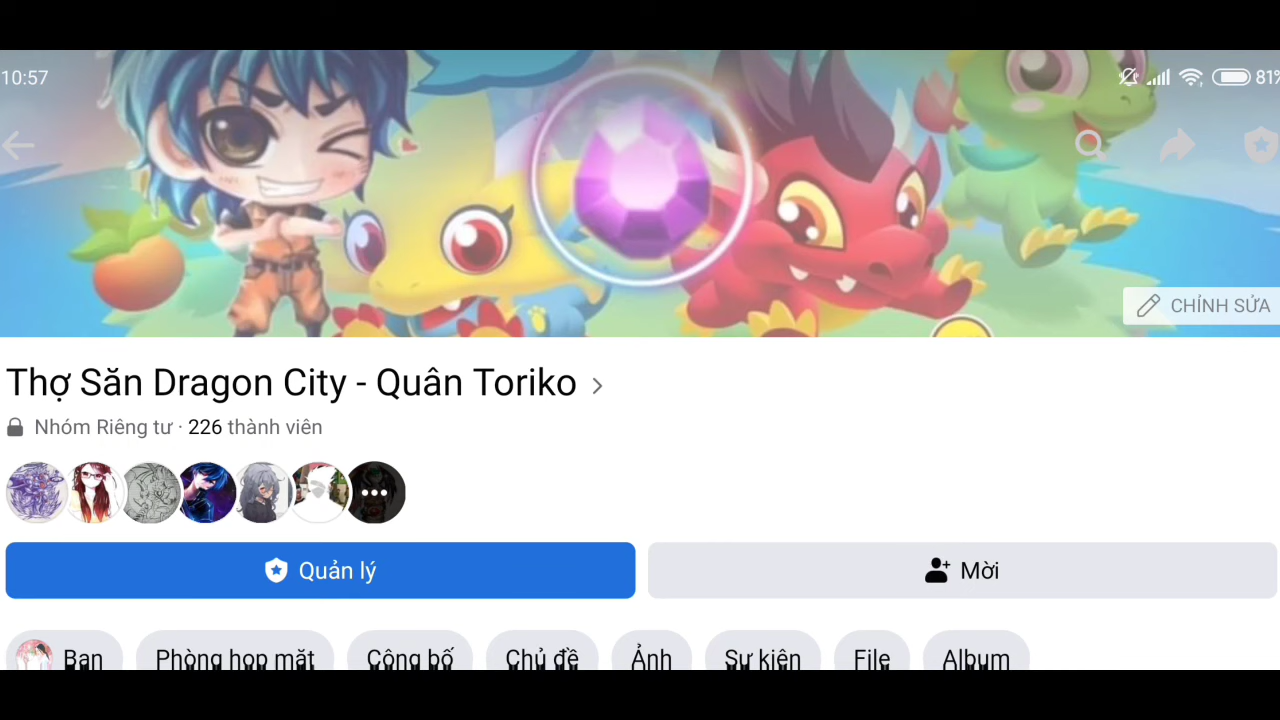 10:57
81%
CHỈNH SỬA
Thợ Săn Dragon City - Quân Toriko
Nhóm Riêng tư · 226 thành viên
Quản lý
Mời
Bạn Phòng họp mặt Công bố Chủ đề Ảnh Sự kiện File Album